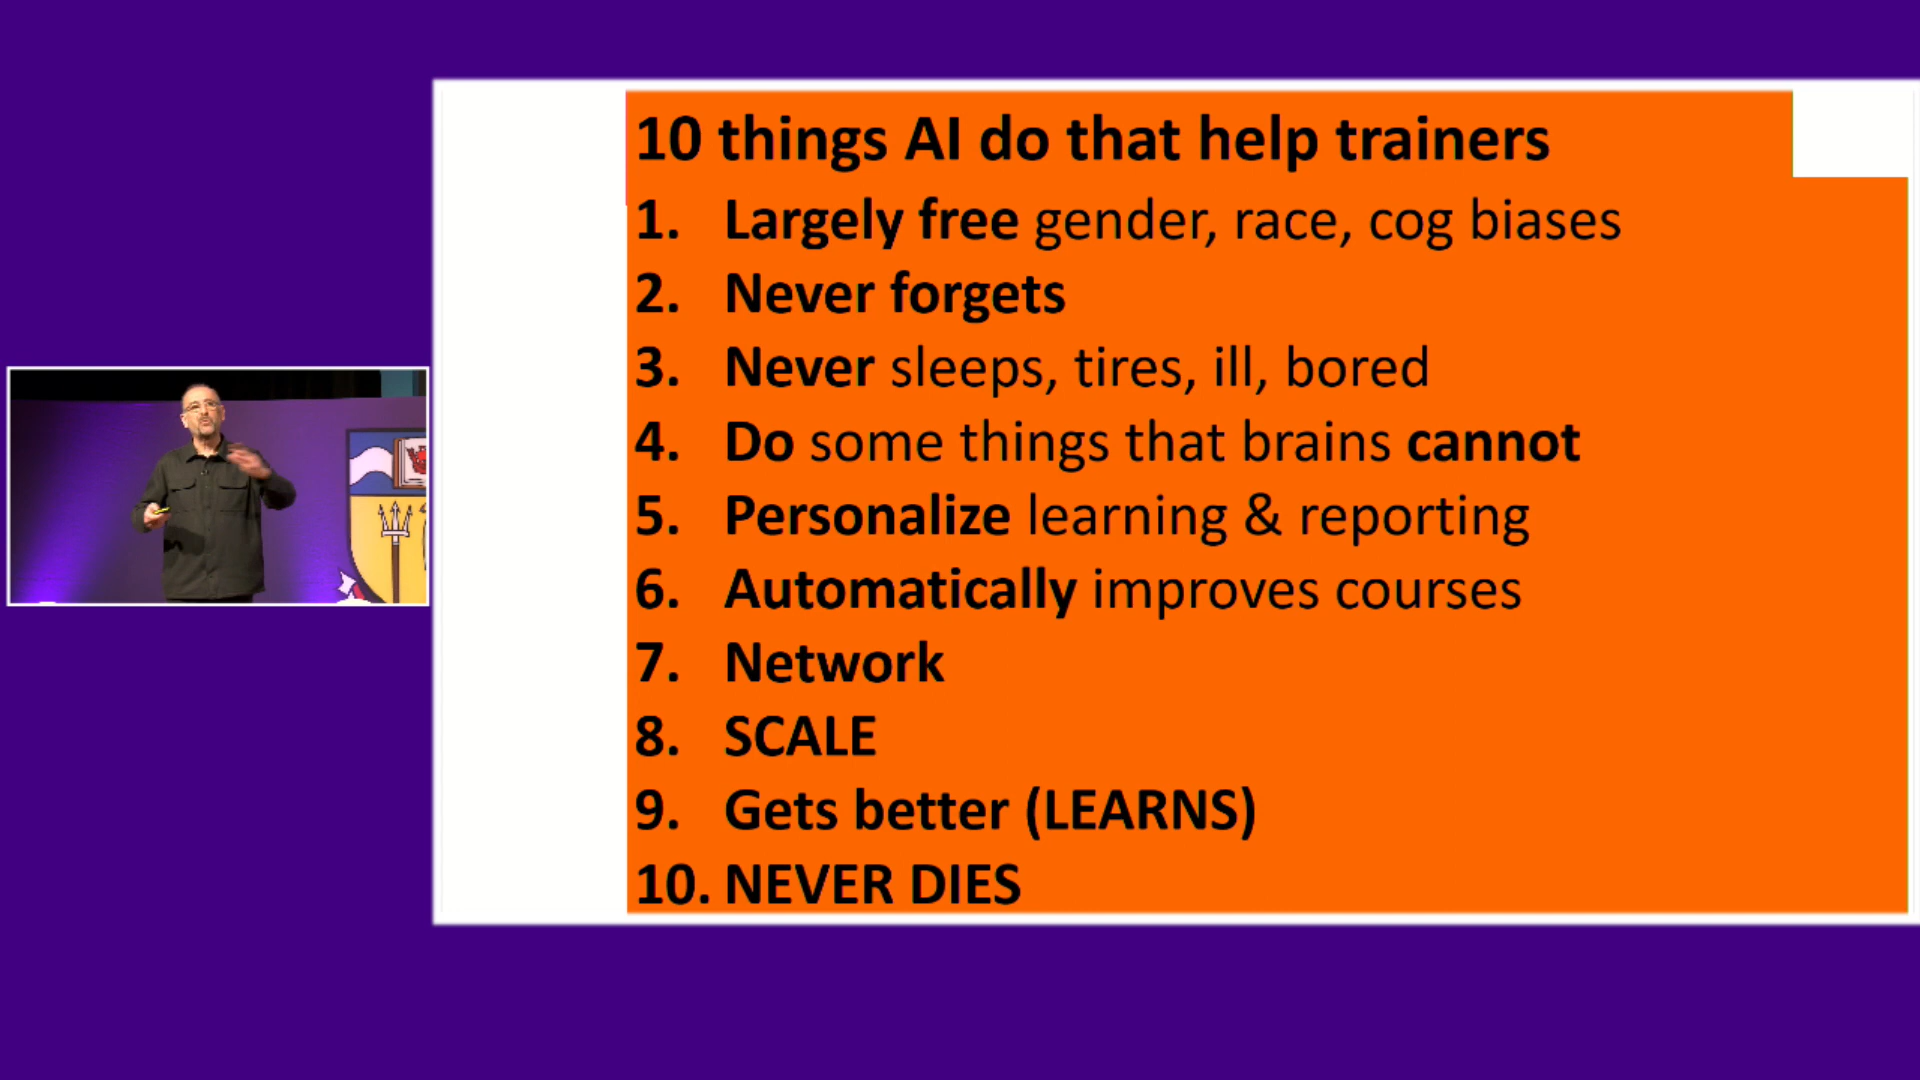 10 things AI do that help trainers
1. Largely free gender, race, cog biases
2. Never forgets
3. Never sleeps, tires, ill, bored
4. Do some things that brains cannot
5. Personalize learning & reporting
6. Automatically improves courses
7. Network
8. SCALE
9. Gets better (LEARNS)
10. NEVER DIES